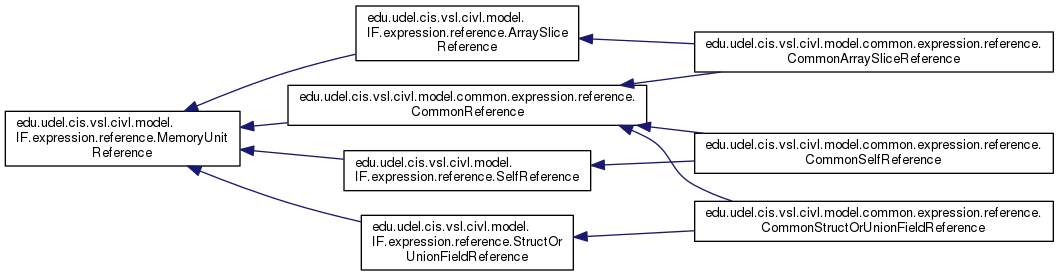 edu.udel.cis.vsl.civl.model.
IF.expression.reference.MemoryUnit
Reference
edu.udel.cis.vsl.civl.model.
IF.expression.reference.ArraySlice
Reference
edu.udel.cis.vsl.civl.model.common.expression.reference.
CommonReference
edu.udel.cis.vsl.civl.model.
IF.expression.reference.SelfReference
edu.udel.cis.vsl.civl.model.
IF.expression.reference.StructOr
UnionFieldReference
edu.udel.cis.vsl.civl.model.common.expression.reference.
CommonArraySliceReference
edu.udel.cis.vsl.civl.model.common.expression.reference.
CommonSelfReference
edu.udel.cis.vsl.civl.model.common.expression.reference.
CommonStructOrUnionFieldReference